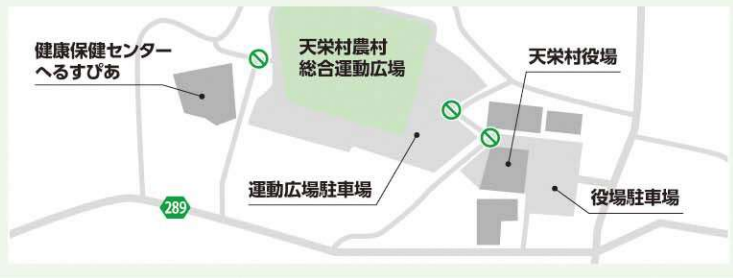 健康保健センター
へるすぴあ
天栄村農村
総合運動広場
天栄村役場
運動広場駐車場
役場駐車場
289